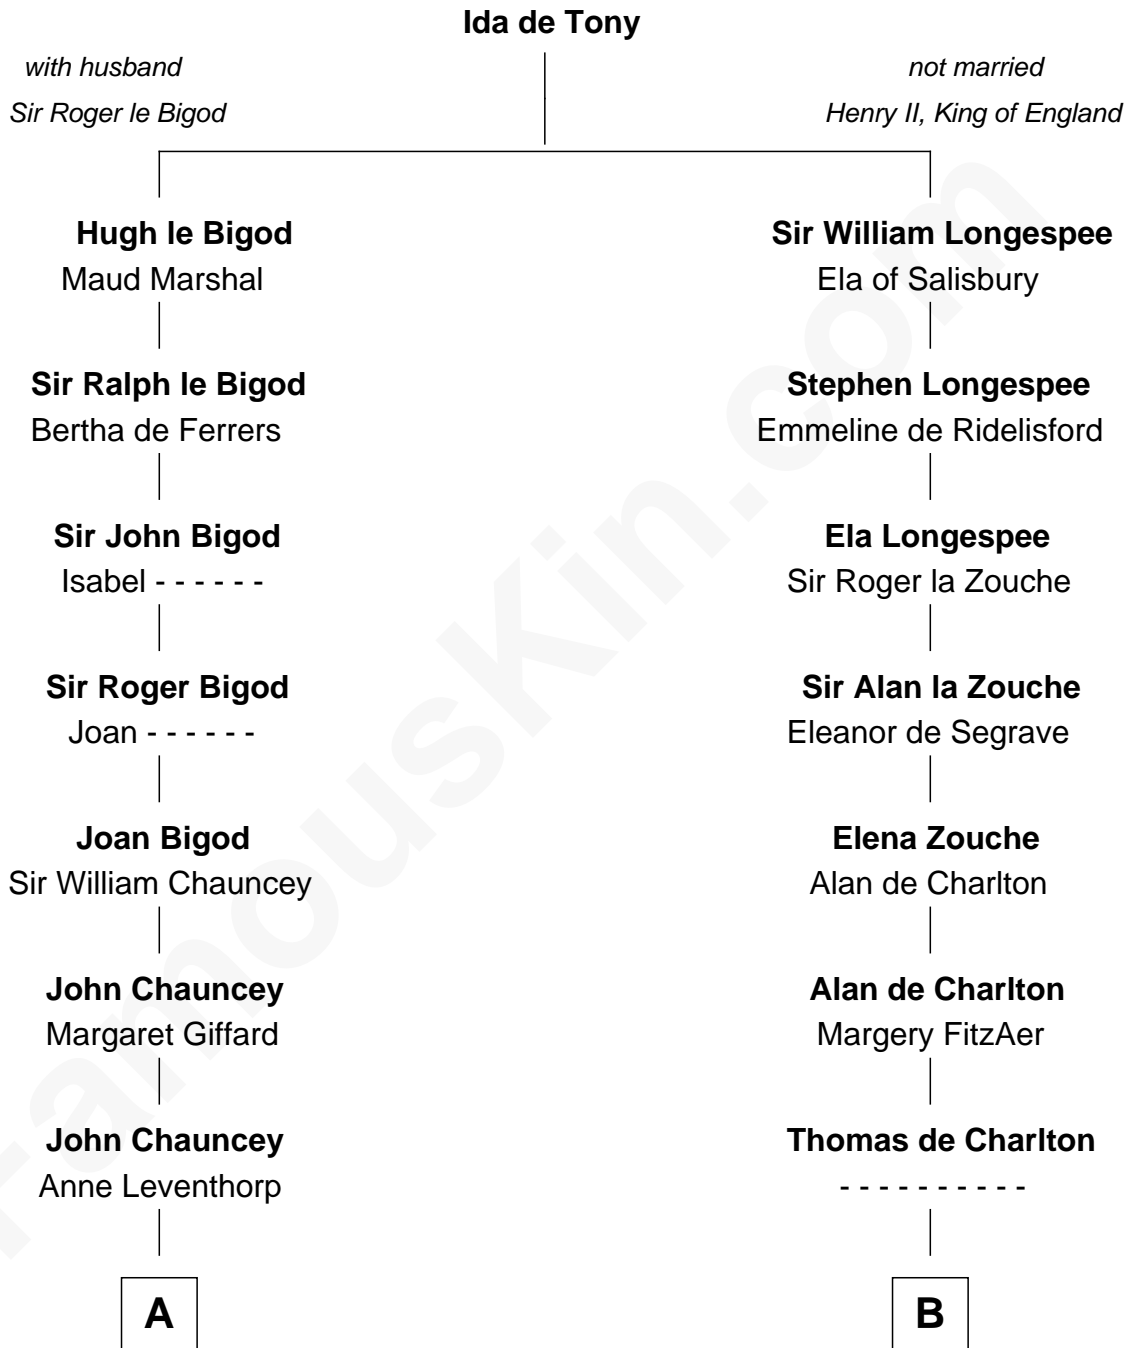 Ida de Tony
with husband
Sir Roger le Bigod
not married
Henry II, King of England
Hugh le Bigod
Maud Marshal
Sir William Longespee
Ela of Salisbury
Sir Ralph le Bigod
Bertha de Ferrers
Stephen Longespee
Emmeline de Ridelisford
Sir John Bigod
Isabel - - - - - -
Ela Longespee
Sir Roger la Zouche
Sir Roger Bigod
Joan - - - - - -
Sir Alan la Zouche
Eleanor de Segrave
Joan Bigod
Sir William Chauncey
Elena Zouche
Alan de Charlton
John Chauncey
Margaret Giffard
Alan de Charlton
Margery FitzAer
John Chauncey
Anne Leventhorp
Thomas de Charlton
- - - - - - - - - -
A
B
FamousKin.com